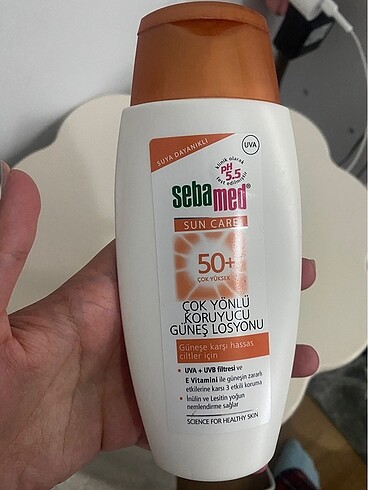 SUYA DAYANIKLI
UVA
klinik olarak
pH
5.5
test edilmiştir
sebamed®
SUN CARE
50+
ÇOK YÜKSEK
ÇOK YÖNLÜ
KORUYUCU
GÜNEŞ LOSYONU
Güneşe karşı hassas
ciltler için
• UVA + UVB filtresi ve
E Vitamini ile güneşin zararlı
etkilerine karsı 3 etkili koruma
• İnülin ve Lesitin yoğun
nemlendirme sağlar
SCIENCE FOR HEALTHY SKIN